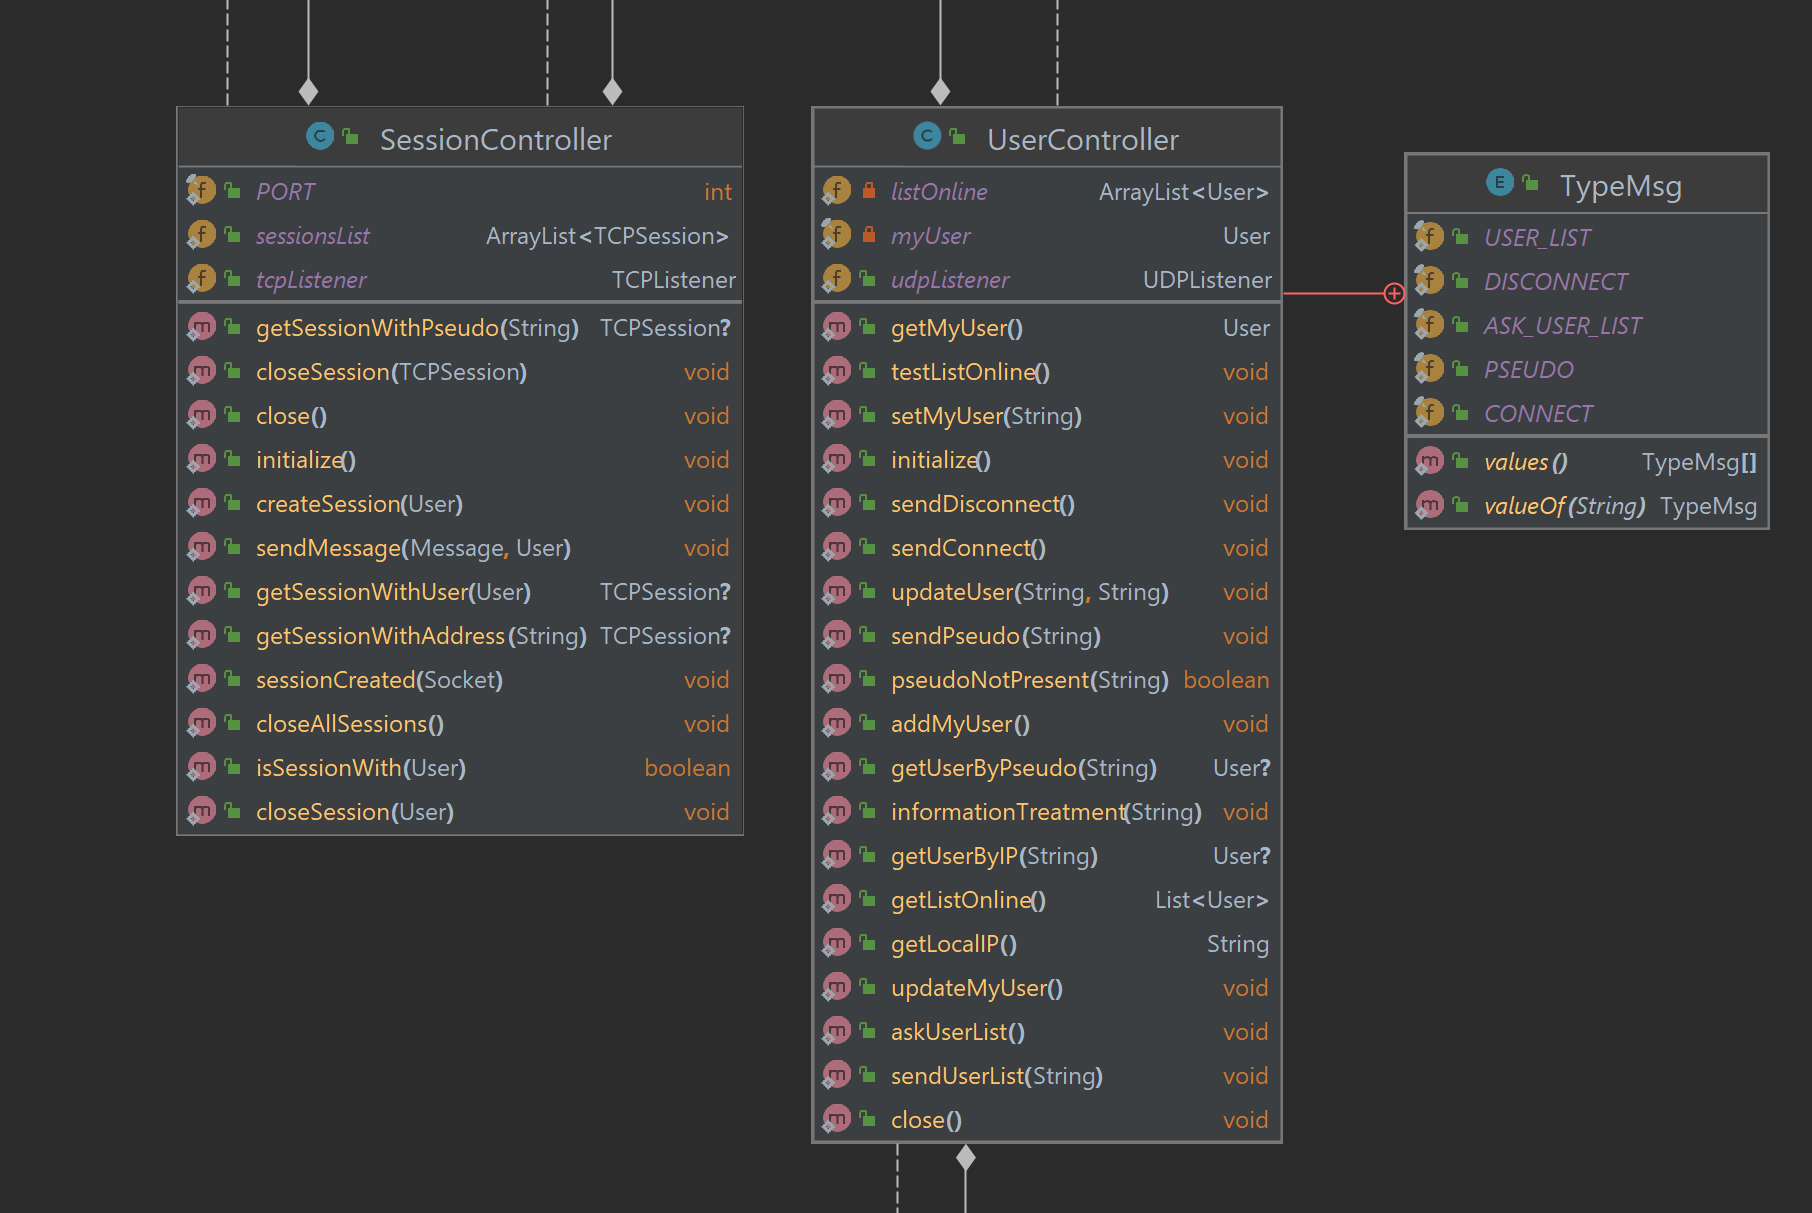 SessionController
PORT int
sessionsList ArrayList<TCPSession>
tcpListener TCPListener
getSessionWithPseudo(String) TCPSession?
closeSession(TCPSession) void
close() void
initialize() void
createSession(User) void
sendMessage(Message, User) void
getSessionWithUser(User) TCPSession?
getSessionWithAddress(String) TCPSession?
sessionCreated(Socket) void
closeAllSessions() void
isSessionWith(User) boolean
closeSession(User) void
UserController
listOnline ArrayList<User>
myUser User
udpListener UDPListener
getMyUser() User
testListOnline() void
setMyUser(String) void
initialize() void
sendDisconnect() void
sendConnect() void
updateUser(String, String) void
sendPseudo(String) void
pseudoNotPresent(String) boolean
addMyUser() void
getUserByPseudo(String) User?
informationTreatment(String) void
getUserByIP(String) User?
getListOnline() List<User>
getLocalIP() String
updateMyUser() void
askUserList() void
sendUserList(String) void
close() void
TypeMsg
USER_LIST
DISCONNECT
ASK_USER_LIST
PSEUDO
CONNECT
values() TypeMsg[]
valueOf(String) TypeMsg